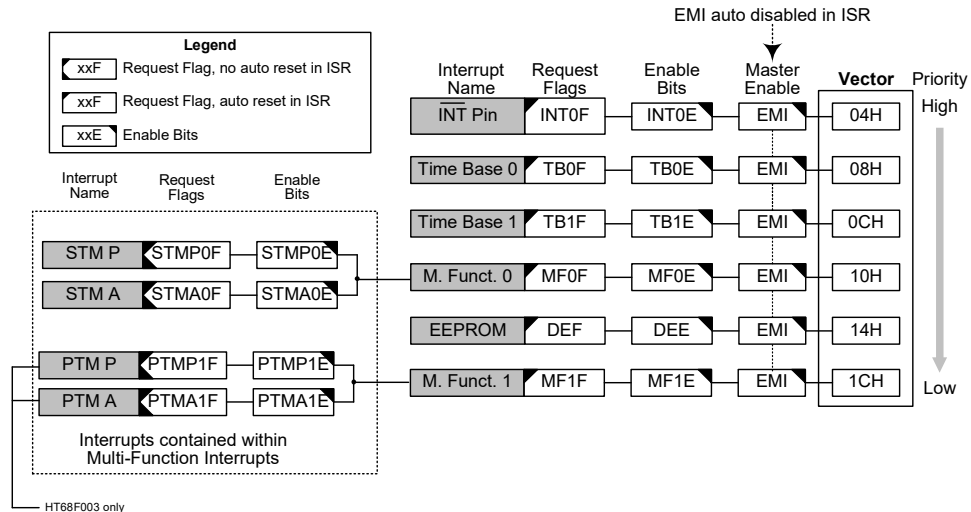 EMI auto disabled in ISR
Legend
xxF Request Flag, no auto reset in ISR
xxF Request Flag, auto reset in ISR
xxE Enable Bits
Interrupt Name Request Flags Enable Bits Master Enable Vector Priority
INT Pin INT0F INT0E EMI 04H High
Time Base 0 TB0F TB0E EMI 08H
Time Base 1 TB1F TB1E EMI 0CH
M. Funct. 0 MF0F MF0E EMI 10H
EEPROM DEF DEE EMI 14H
M. Funct. 1 MF1F MF1E EMI 1CH Low
Interrupt Name Request Flags Enable Bits
STM P STMP0F STMP0E
STM A STMA0F STMA0E
PTM P PTMP1F PTMP1E
PTM A PTMA1F PTMA1E
Interrupts contained within
Multi-Function Interrupts
HT68F003 only